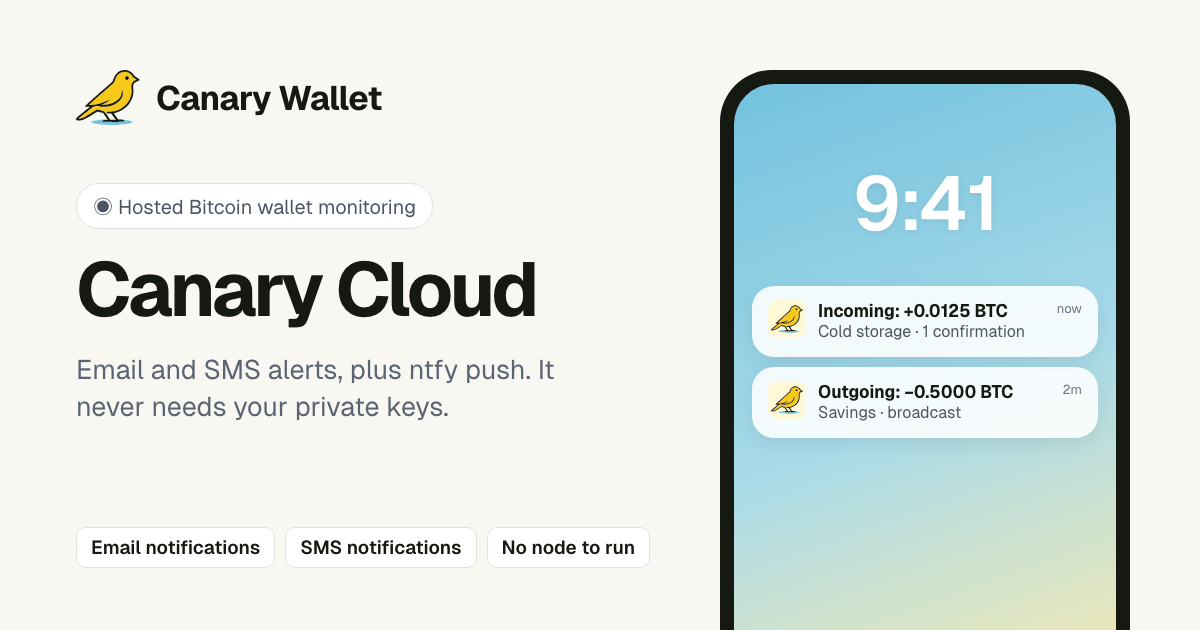 Canary Wallet
Hosted Bitcoin wallet monitoring
Canary Cloud
Email and SMS alerts, plus ntfy push. It
never needs your private keys.
Email notifications
SMS notifications
No node to run
9:41
Incoming: +0.0125 BTC
now
Cold storage · 1 confirmation
Outgoing: −0.5000 BTC
2m
Savings · broadcast